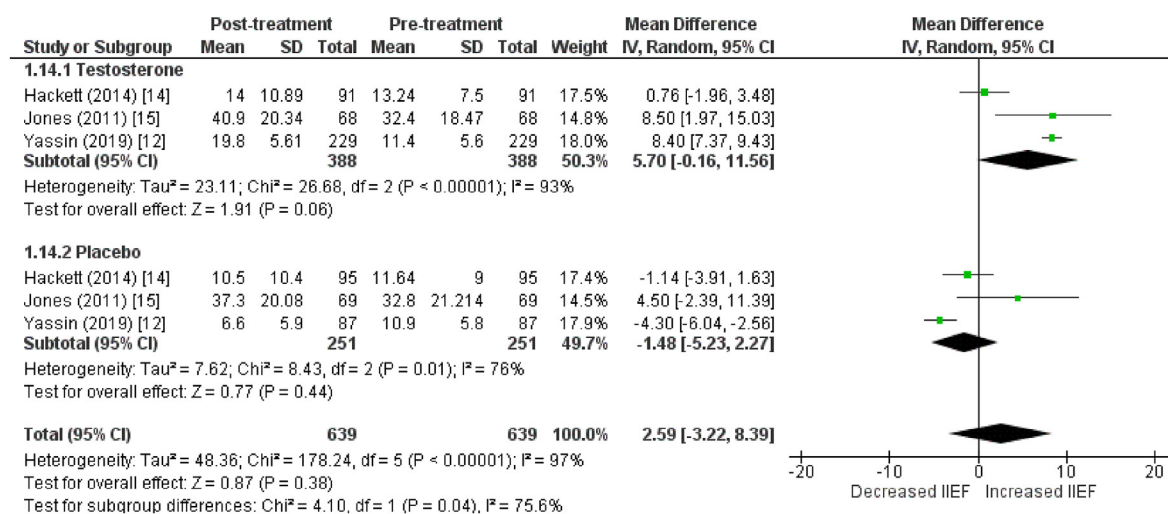 Post-treatment Pre-treatment Mean Difference Mean Difference
Study or Subgroup Mean SD Total Mean SD Total Weight IV, Random, 95% CI IV, Random, 95% CI
1.14.1 Testosterone
Hackett (2014) [14] 14 10.89 91 13.24 7.5 91 17.5% 0.76 [-1.96, 3.48]
Jones (2011) [15] 40.9 20.34 68 32.4 18.47 68 14.8% 8.50 [1.97, 15.03]
Yassin (2019) [12] 19.8 5.61 229 11.4 5.6 229 18.0% 8.40 [7.37, 9.43]
Subtotal (95% CI) 388 388 50.3% 5.70 [-0.16, 11.56]
Heterogeneity: Tau² = 23.11; Chi² = 26.68, df = 2 (P < 0.00001); I² = 93%
Test for overall effect: Z = 1.91 (P = 0.06)
1.14.2 Placebo
Hackett (2014) [14] 10.5 10.4 95 11.64 9 95 17.4% -1.14 [-3.91, 1.63]
Jones (2011) [15] 37.3 20.08 69 32.8 21.214 69 14.5% 4.50 [-2.39, 11.39]
Yassin (2019) [12] 6.6 5.9 87 10.9 5.8 87 17.9% -4.30 [-6.04, -2.56]
Subtotal (95% CI) 251 251 49.7% -1.48 [-5.23, 2.27]
Heterogeneity: Tau² = 7.62; Chi² = 8.43, df = 2 (P = 0.01); I² = 76%
Test for overall effect: Z = 0.77 (P = 0.44)
Total (95% CI) 639 639 100.0% 2.59 [-3.22, 8.39]
Heterogeneity: Tau² = 48.36; Chi² = 178.24, df = 5 (P < 0.00001); I² = 97%
Test for overall effect: Z = 0.87 (P = 0.38)
Test for subgroup differences: Chi² = 4.10, df = 1 (P = 0.04), I² = 75.6%
-20 -10 0 10 20
Decreased IIEF Increased IIEF